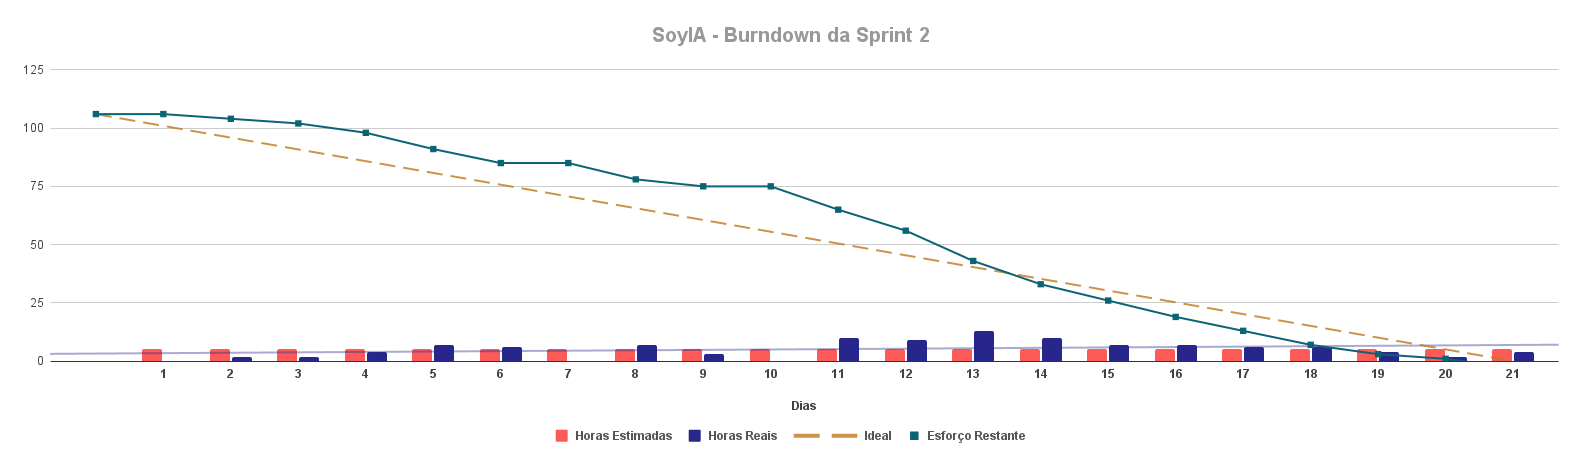 SoyIA - Burndown da Sprint 2
125
100
75
50
25
0
1 2 3 4 5 6 7 8 9 10 11 12 13 14 15 16 17 18 19 20 21
Dias
Horas Estimadas Horas Reais Ideal Esforço Restante